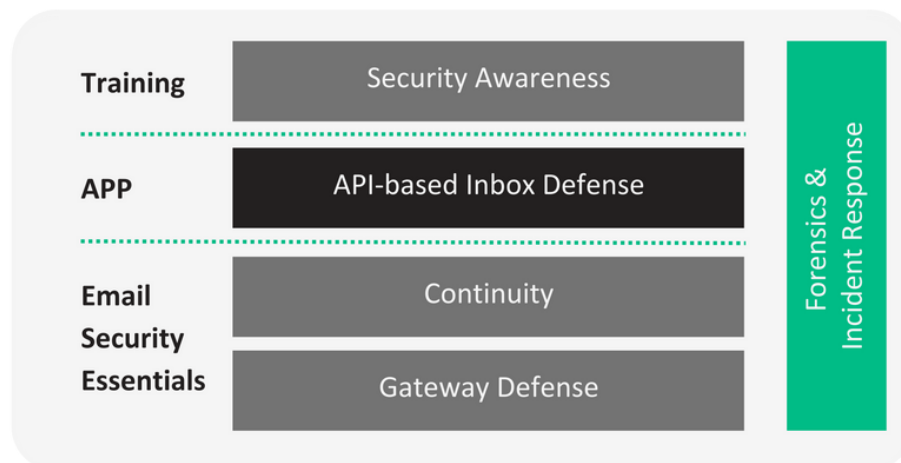 Training
Security Awareness
APP
API-based Inbox Defense
Email
Security
Essentials
Continuity
Gateway Defense
Forensics &
Incident Response